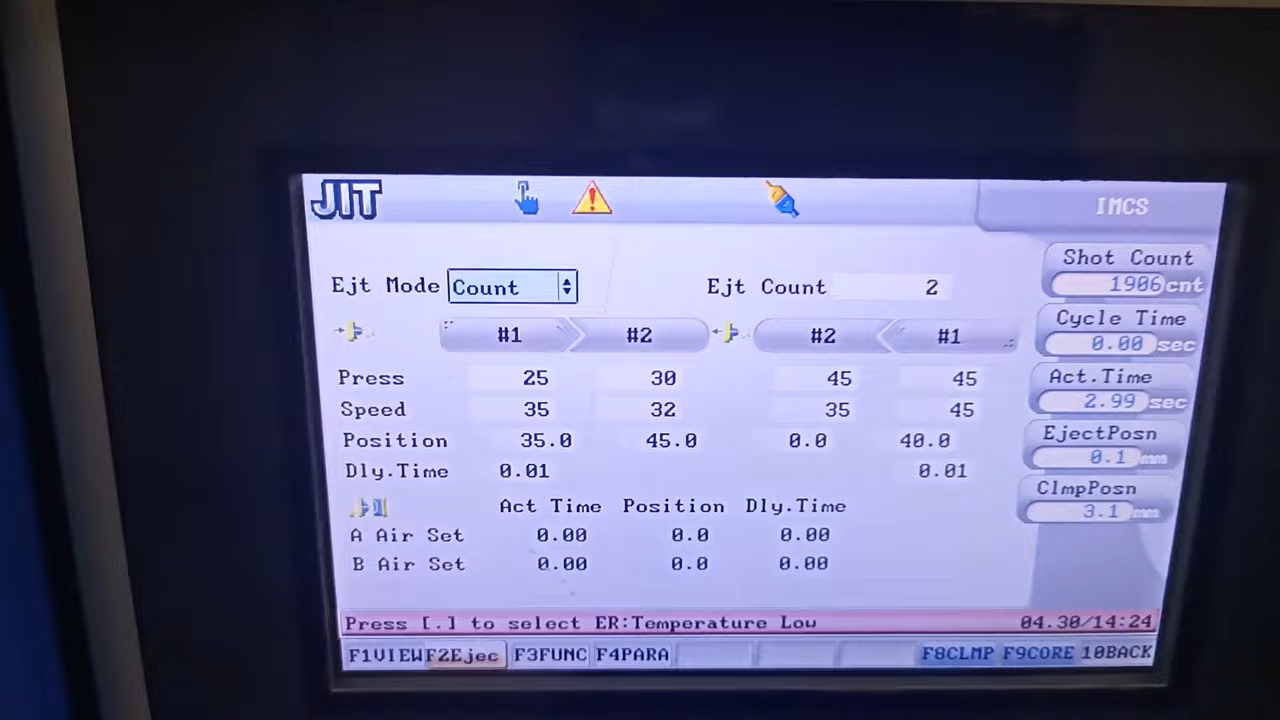 JIT
IMCS
Ejt Mode Count Ejt Count 2
#1 #2 #2 #1
Press 25 30 45 45
Speed 35 32 35 45
Position 35.0 45.0 0.0 40.0
Dly.Time 0.01 0.01
Act Time Position Dly.Time
A Air Set 0.00 0.0 0.00
B Air Set 0.00 0.0 0.00
Shot Count
1906cnt
Cycle Time
0.00 sec
Act.Time
2.99 sec
EjectPosn
0.1 mm
ClmpPosn
3.1 mm
Press [.] to select ER:Temperature Low 04.30/14:24
F1VIEW F2Ejec F3FUNC F4PARA F8CLMP F9CORE 10BACK